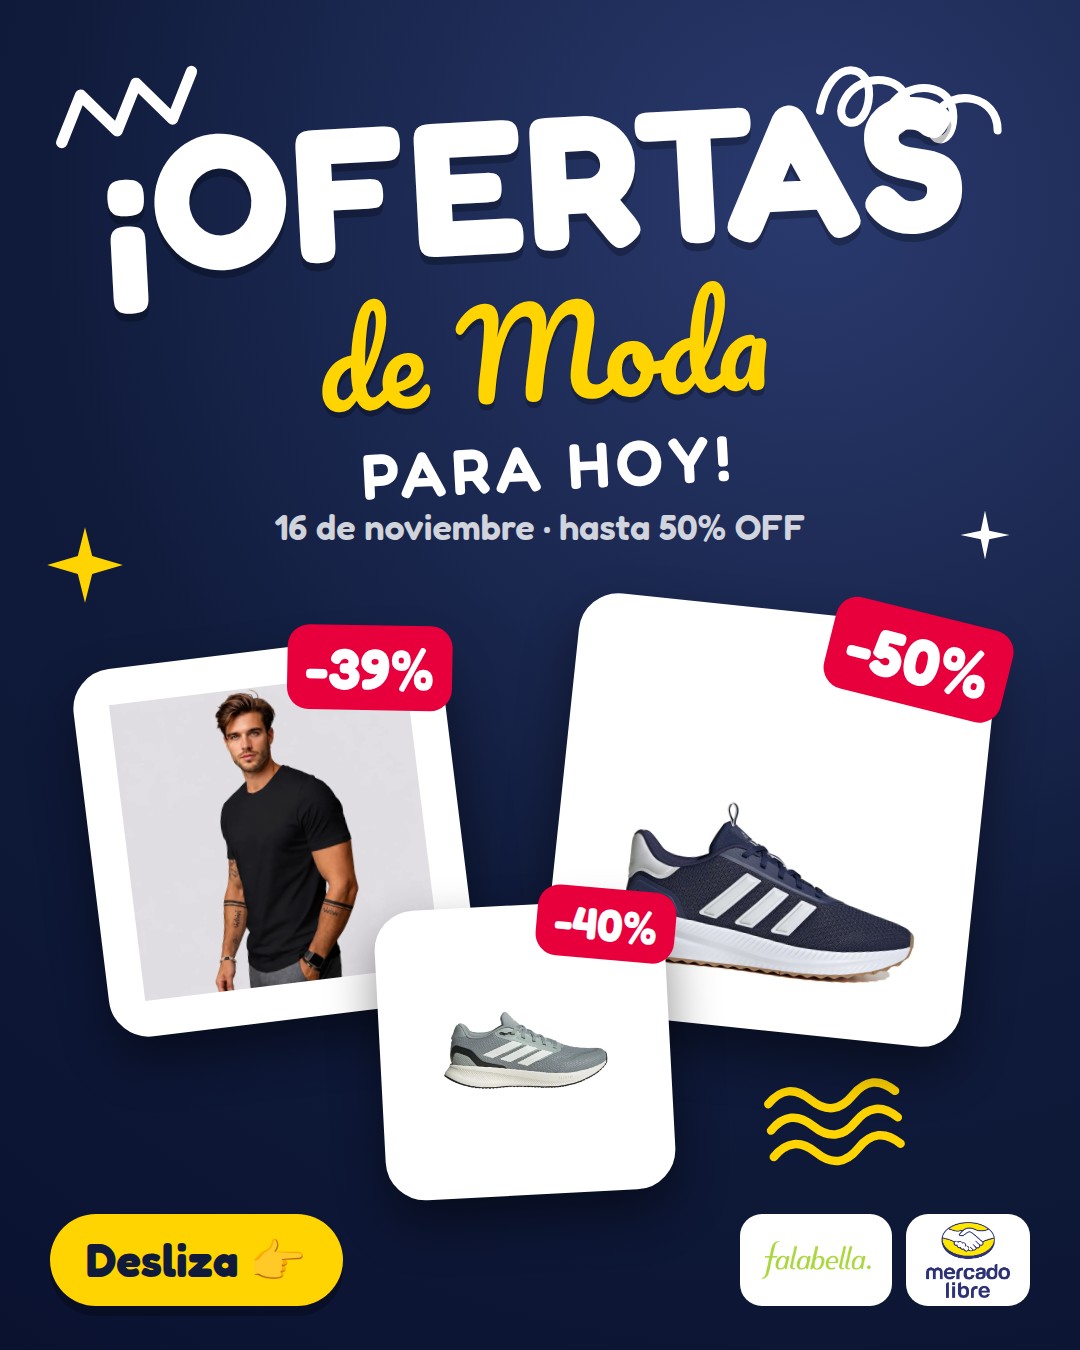 ¡OFERTAS
de Moda
PARA HOY!
16 de noviembre · hasta 50% OFF
-39%
-50%
-40%
Desliza 👉
falabella.
mercado
libre